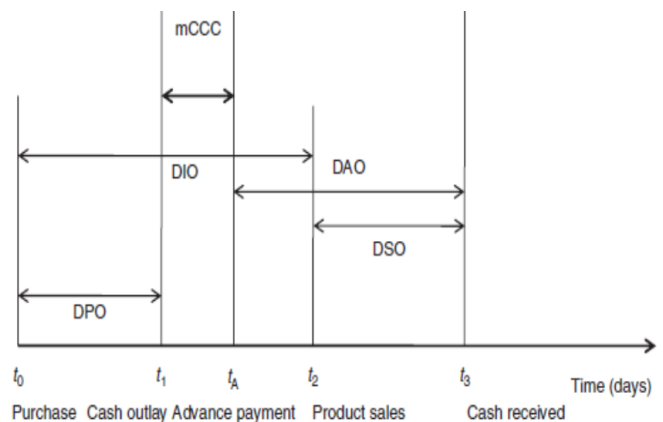 mCCC
DIO
DAO
DSO
DPO
t0 t1 tA t2 t3 Time (days)
Purchase Cash outlay Advance payment Product sales Cash received